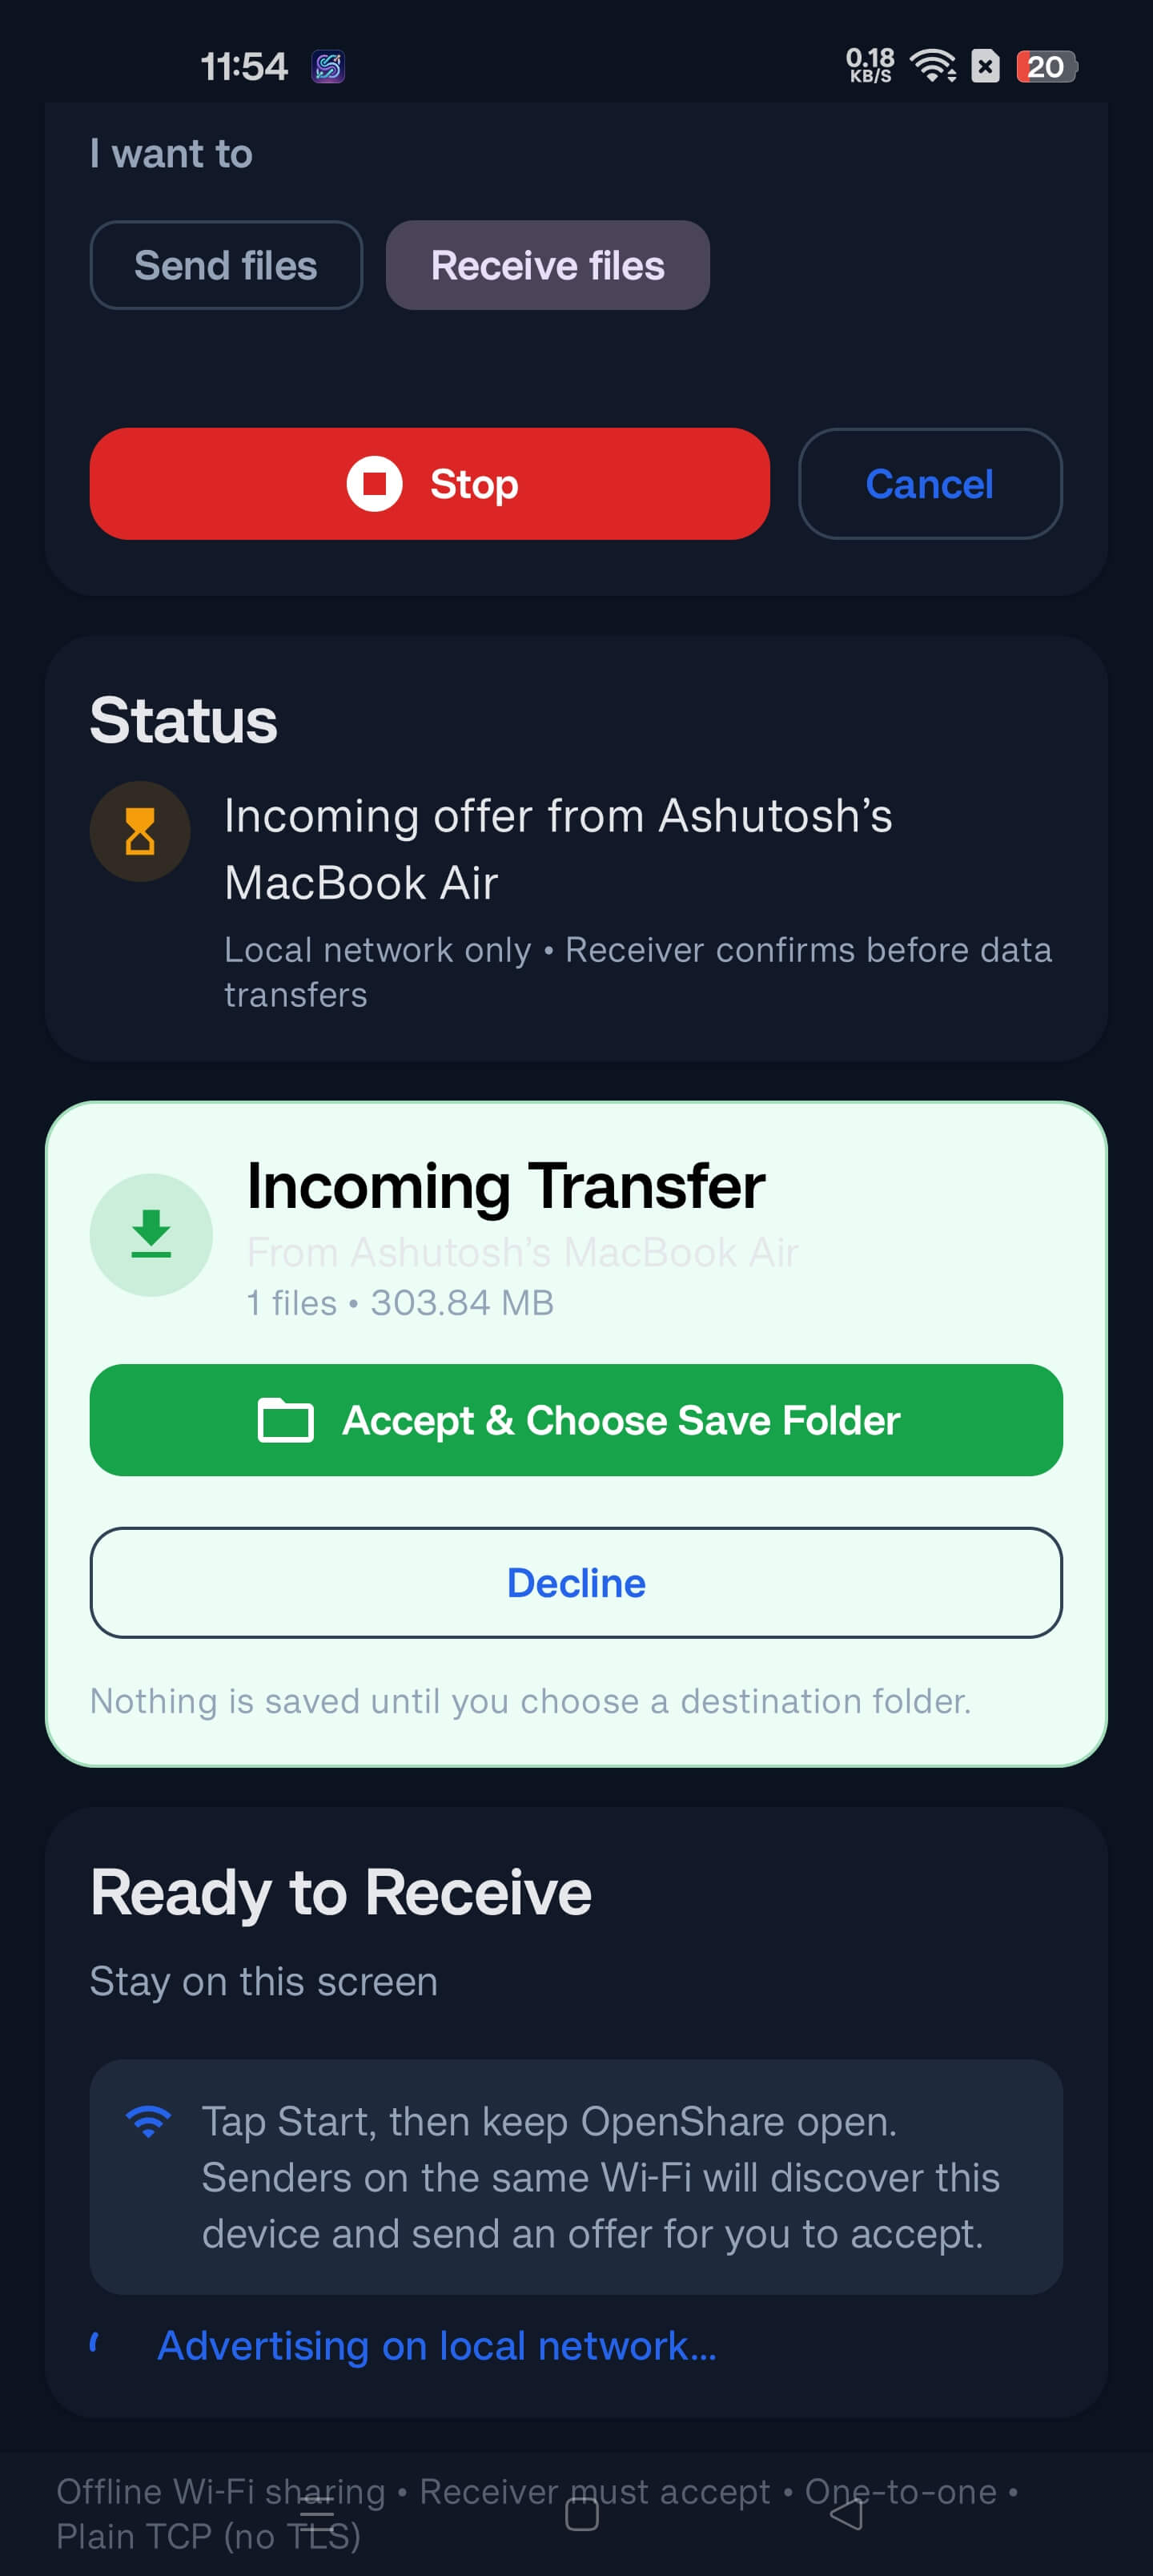 11:54
0.18
KB/S
20
I want to
Send files
Receive files
Stop
Cancel
Status
Incoming offer from Ashutosh’s
MacBook Air
Local network only • Receiver confirms before data
transfers
Incoming Transfer
From Ashutosh’s MacBook Air
1 files • 303.84 MB
Accept & Choose Save Folder
Decline
Nothing is saved until you choose a destination folder.
Ready to Receive
Stay on this screen
Tap Start, then keep OpenShare open.
Senders on the same Wi-Fi will discover this
device and send an offer for you to accept.
Advertising on local network...
Offline Wi-Fi sharing • Receiver must accept • One-to-one •
Plain TCP (no TLS)